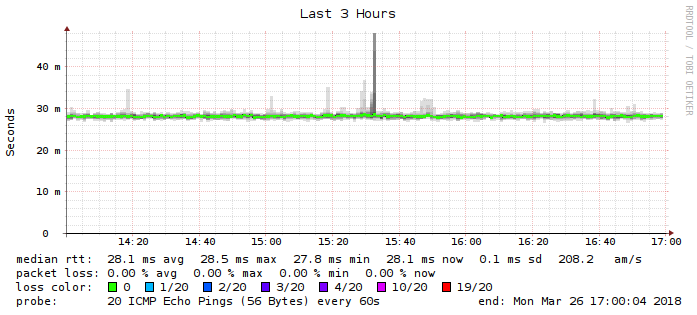 Last 3 Hours
RRDTOOL / TOBI OETIKER
Seconds
40 m
30 m
20 m
10 m
0
14:20 14:40 15:00 15:20 15:40 16:00 16:20 16:40 17:00
median rtt: 28.1 ms avg 28.5 ms max 27.8 ms min 28.1 ms now 0.1 ms sd 208.2 am/s
packet loss: 0.00 % avg 0.00 % max 0.00 % min 0.00 % now
loss color: 0 1/20 2/20 3/20 4/20 10/20 19/20
probe: 20 ICMP Echo Pings (56 Bytes) every 60s end: Mon Mar 26 17:00:04 2018